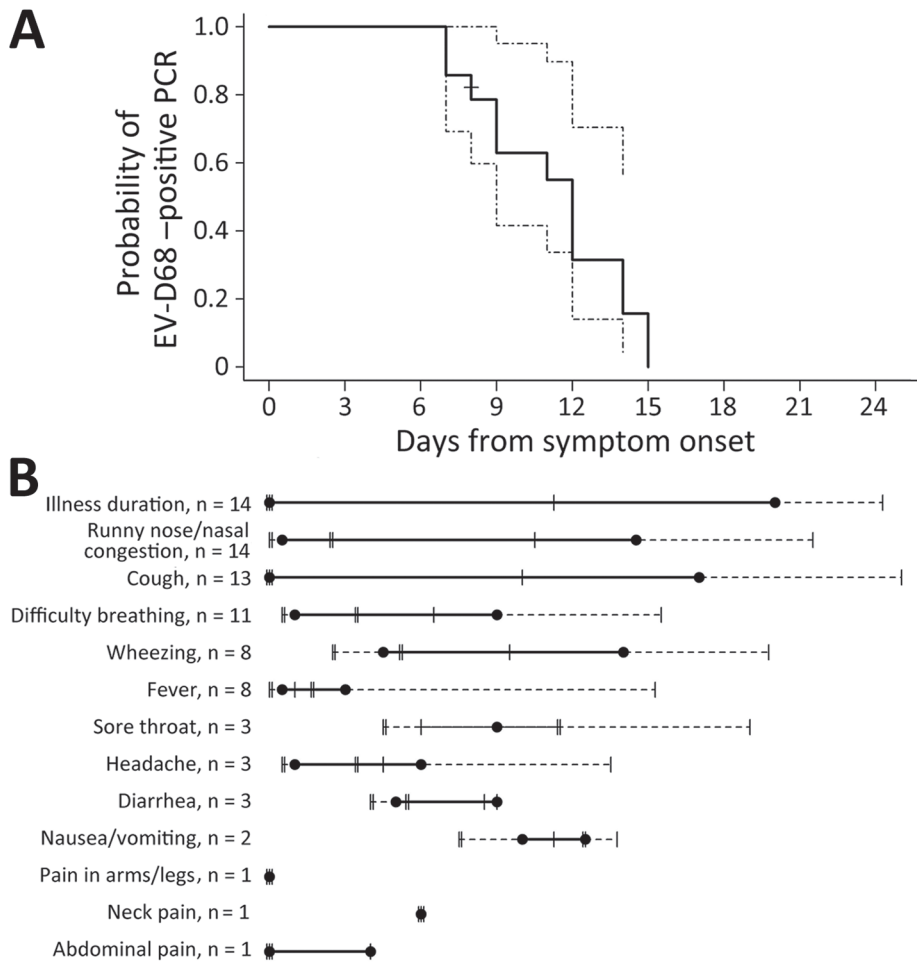 A
Probability of
EV-D68 –positive PCR
1.0
0.8
0.6
0.4
0.2
0
0 3 6 9 12 15 18 21 24
Days from symptom onset
B
Illness duration, n = 14
Runny nose/nasal
congestion, n = 14
Cough, n = 13
Difficulty breathing, n = 11
Wheezing, n = 8
Fever, n = 8
Sore throat, n = 3
Headache, n = 3
Diarrhea, n = 3
Nausea/vomiting, n = 2
Pain in arms/legs, n = 1
Neck pain, n = 1
Abdominal pain, n = 1